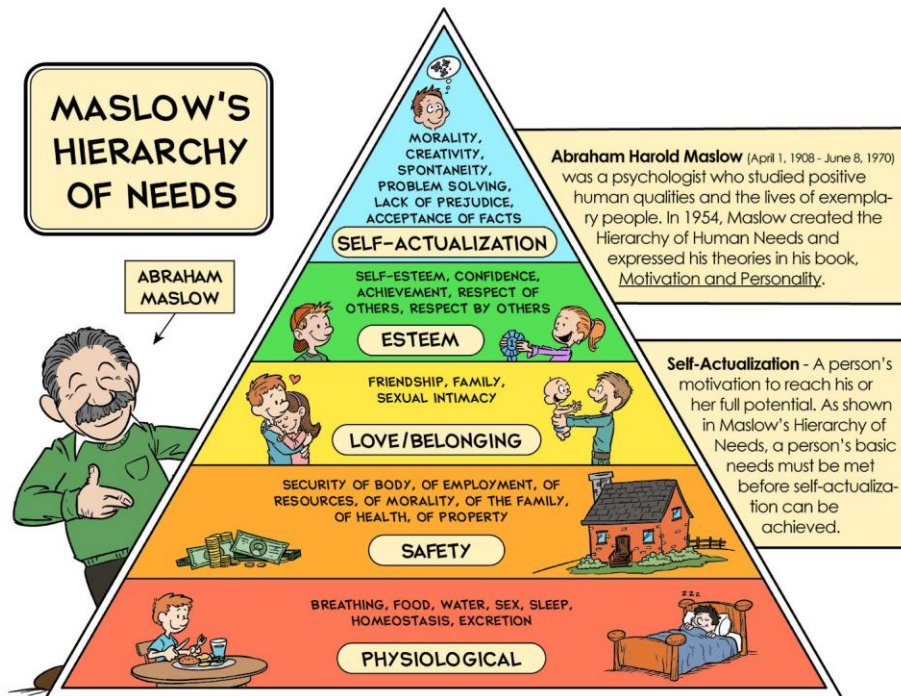 MASLOW'S
HIERARCHY
OF NEEDS
ABRAHAM
MASLOW
MORALITY,
CREATIVITY,
SPONTANEITY,
PROBLEM SOLVING,
LACK OF PREJUDICE,
ACCEPTANCE OF FACTS
SELF-ACTUALIZATION
SELF-ESTEEM, CONFIDENCE,
ACHIEVEMENT, RESPECT OF
OTHERS, RESPECT BY OTHERS
ESTEEM
FRIENDSHIP, FAMILY,
SEXUAL INTIMACY
LOVE/BELONGING
SECURITY OF BODY, OF EMPLOYMENT, OF
RESOURCES, OF MORALITY, OF THE FAMILY,
OF HEALTH, OF PROPERTY
SAFETY
BREATHING, FOOD, WATER, SEX, SLEEP,
HOMEOSTASIS, EXCRETION
PHYSIOLOGICAL
zzz
Abraham Harold Maslow (April 1, 1908 - June 8, 1970)
was a psychologist who studied positive
human qualities and the lives of exempla-
ry people. In 1954, Maslow created the
Hierarchy of Human Needs and
expressed his theories in his book,
Motivation and Personality.
Self-Actualization - A person's
motivation to reach his or
her full potential. As shown
in Maslow's Hierarchy of
Needs, a person's basic
needs must be met
before self-actualiza-
tion can be
achieved.